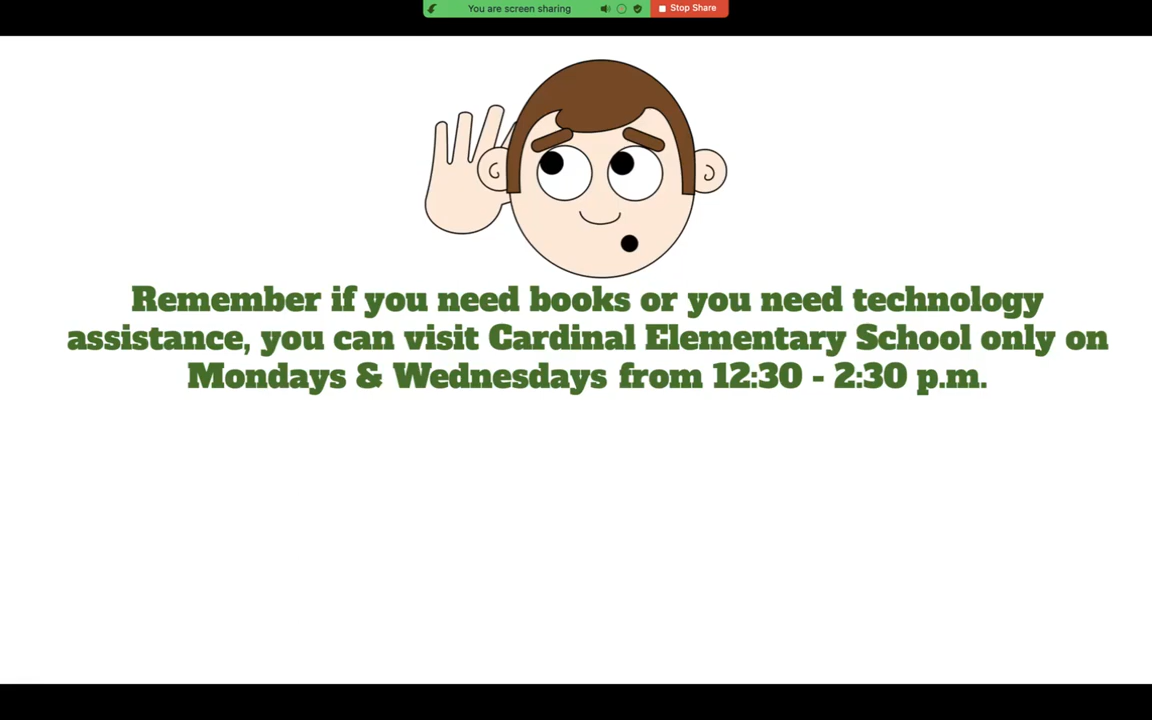 You are screen sharing
Stop Share
Remember if you need books or you need technology
assistance, you can visit Cardinal Elementary School only on
Mondays & Wednesdays from 12:30 - 2:30 p.m.